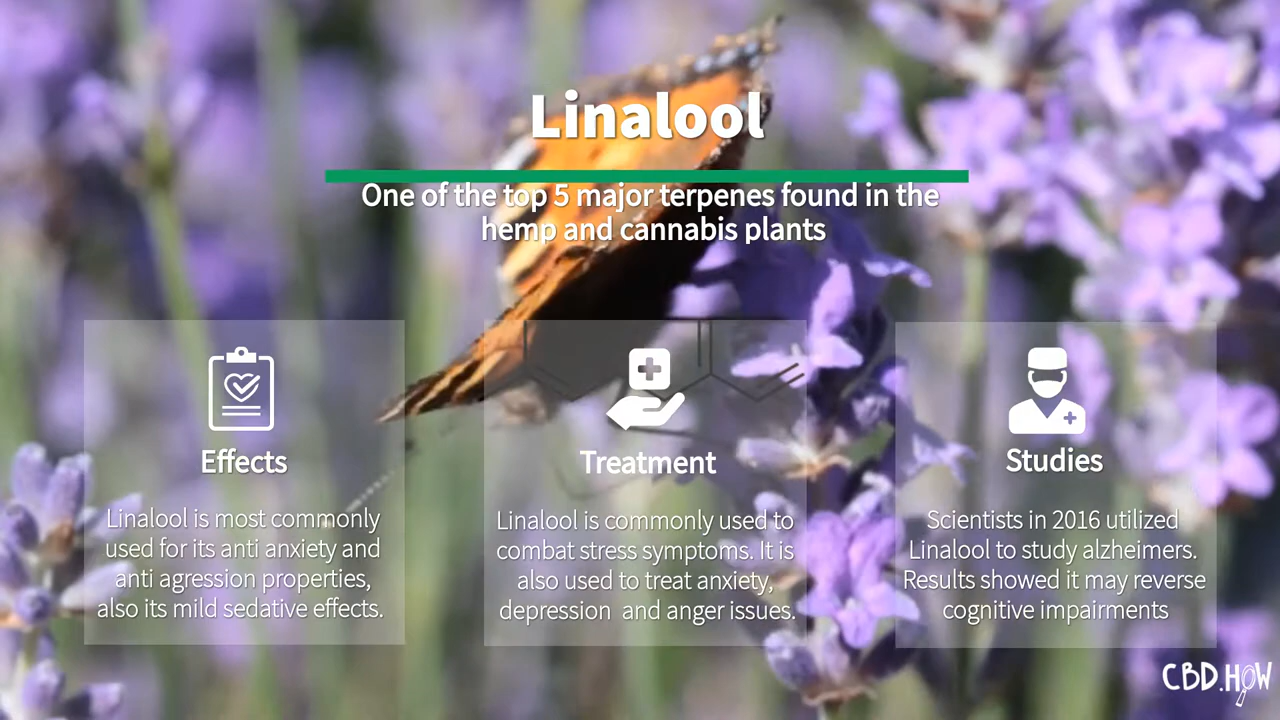 Linalool
One of the top 5 major terpenes found in the
hemp and cannabis plants
Effects
Linalool is most commonly
used for its anti anxiety and
anti agression properties,
also its mild sedative effects.
Treatment
Linalool is commonly used to
combat stress symptoms. It is
also used to treat anxiety,
depression  and anger issues.
Studies
Scientists in 2016 utilized
Linalool to study alzheimers.
Results showed it may reverse
cognitive impairments
CBD.HOW